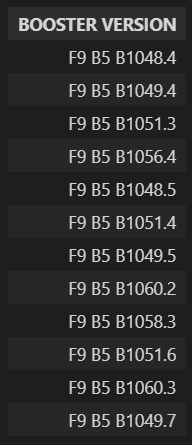 BOOSTER VERSION
F9 B5 B1048.4
F9 B5 B1049.4
F9 B5 B1051.3
F9 B5 B1056.4
F9 B5 B1048.5
F9 B5 B1051.4
F9 B5 B1049.5
F9 B5 B1060.2
F9 B5 B1058.3
F9 B5 B1051.6
F9 B5 B1060.3
F9 B5 B1049.7